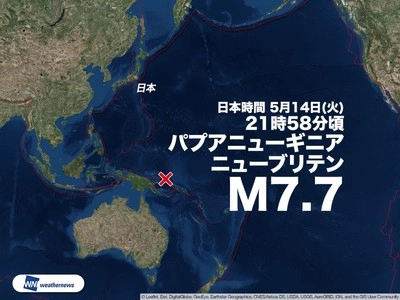 日本
日本時間 5月14日(火)
21時58分頃
パプアニューギニア
ニューブリテン
M7.7
WN weathernews
© Leaflet, Esri, DigitalGlobe, GeoEye, Earthstar Geographics, CNES/Airbus DS, USDA, USGS, AeroGRID, IGN, and the GIS User Community